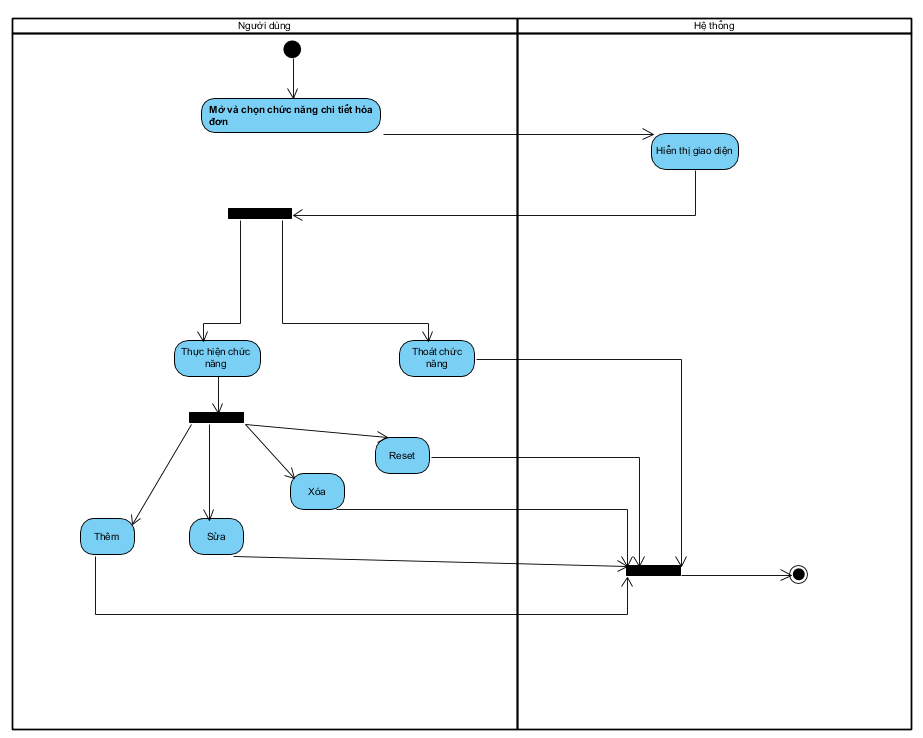 Người dùng
Hệ thống
Mở và chọn chức năng chi tiết hóa
đơn
Hiển thị giao diện
Thực hiện chức
năng
Thoát chức
năng
Reset
Xóa
Thêm
Sửa